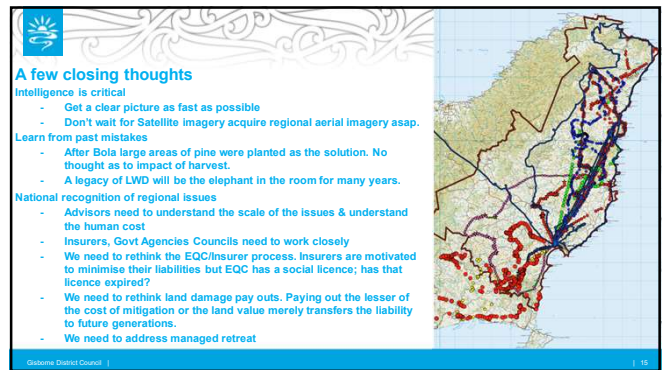 A few closing thoughts
Intelligence is critical
- Get a clear picture as fast as possible
- Don't wait for Satellite imagery acquire regional aerial imagery asap.
Learn from past mistakes
- After Bola large areas of pine were planted as the solution. No
thought as to impact of harvest.
- A legacy of LWD will be the elephant in the room for many years.
National recognition of regional issues
- Advisors need to understand the scale of the issues & understand
the human cost
- Insurers, Govt Agencies Councils need to work closely
- We need to rethink the EQC/Insurer process. Insurers are motivated
to minimise their liabilities but EQC has a social licence; has that
licence expired?
- We need to rethink land damage pay outs. Paying out the lesser of
the cost of mitigation or the land value merely transfers the liability
to future generations.
- We need to address managed retreat
Gisborne District Council |
| 15